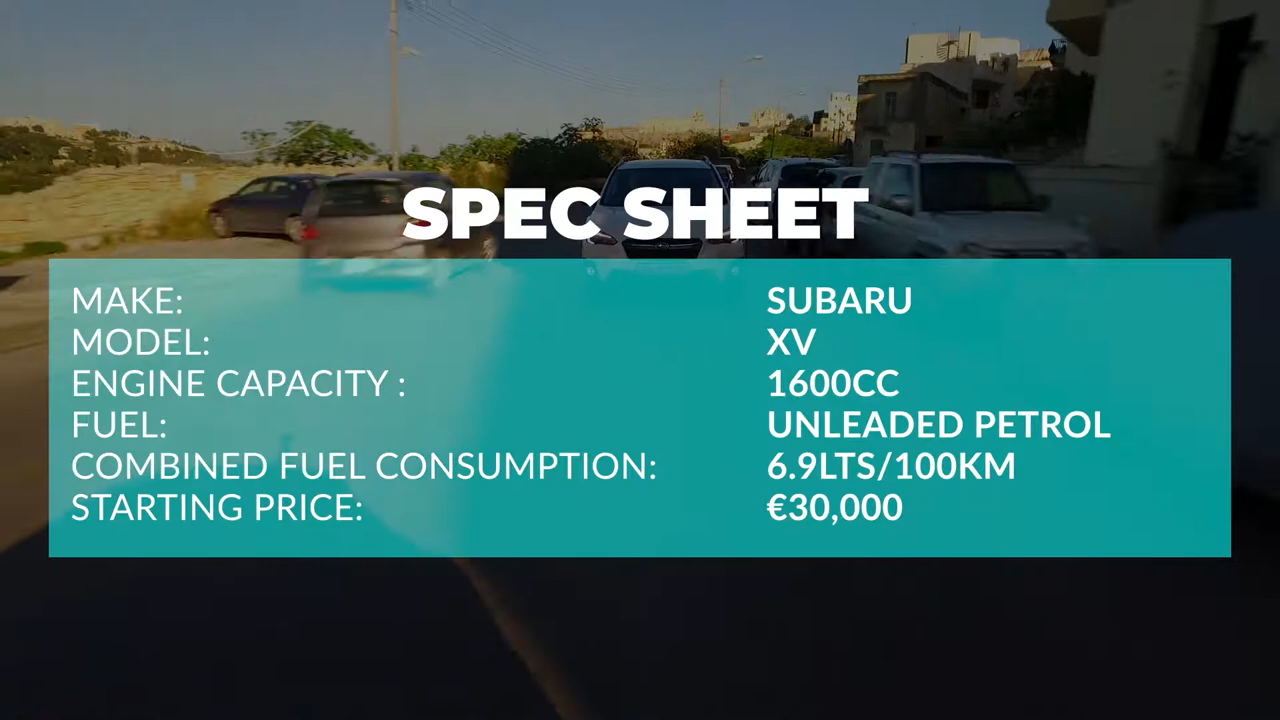 SPEC SHEET
MAKE: SUBARU
MODEL: XV
ENGINE CAPACITY : 1600CC
FUEL: UNLEADED PETROL
COMBINED FUEL CONSUMPTION: 6.9LTS/100KM
STARTING PRICE: €30,000